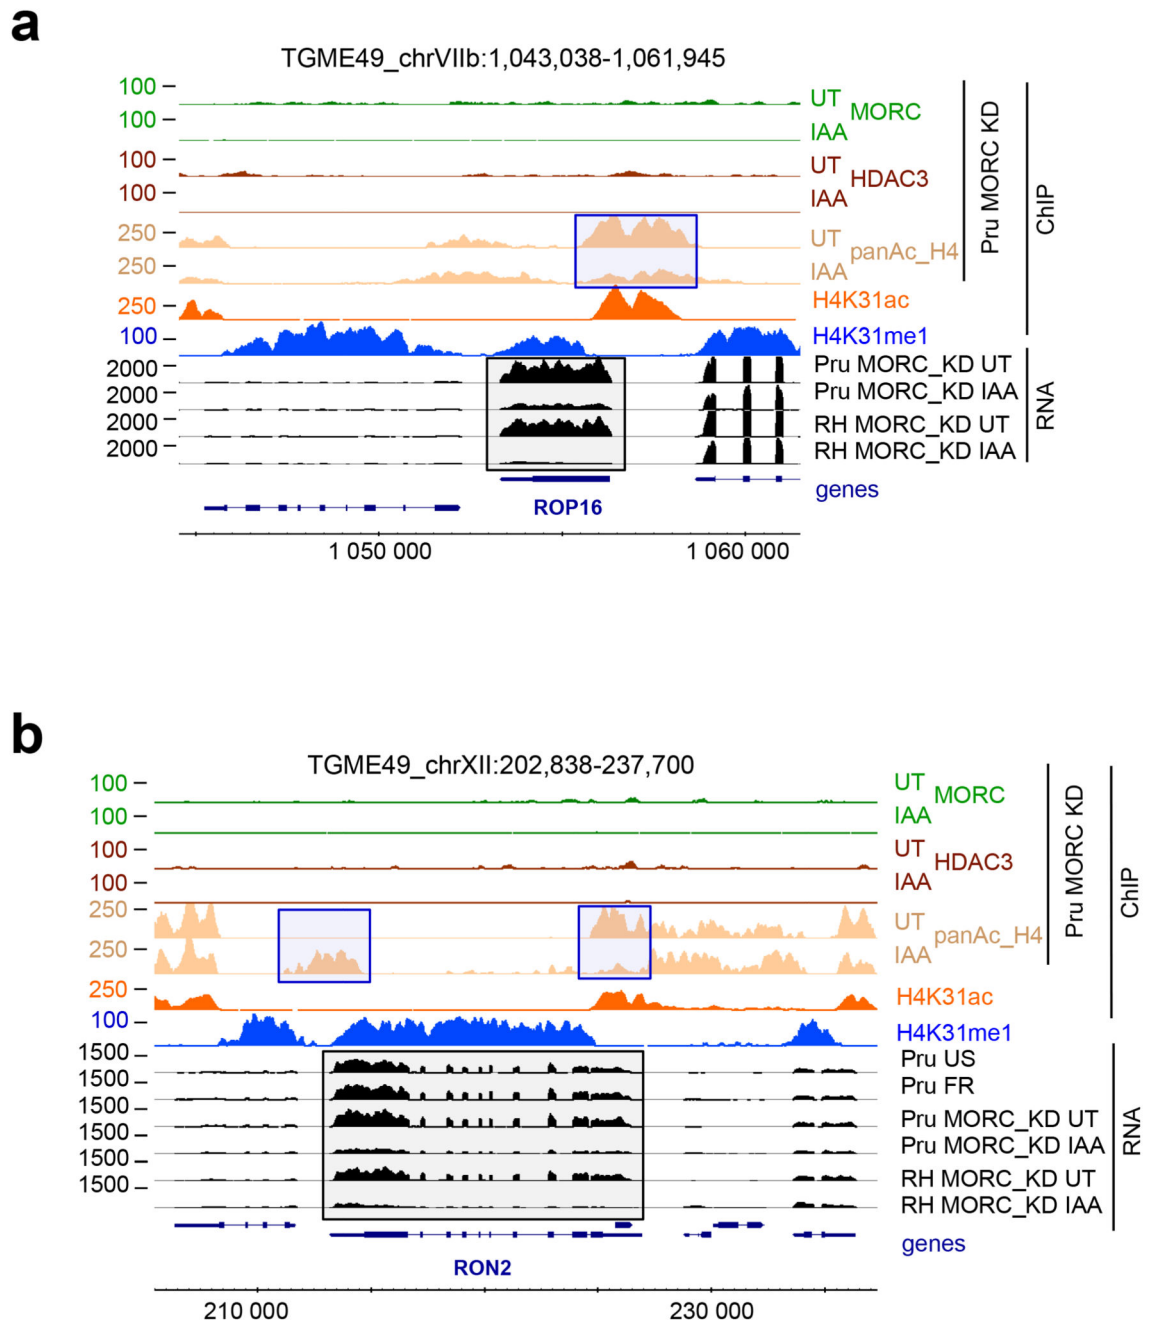 a
TGME49_chrVIIb:1,043,038-1,061,945
100
UT
MORC
100
IAA
100
UT
HDAC3
100
IAA
250
UT
panAc_H4
250
IAA
Pru MORC KD
ChIP
250
H4K31ac
100
H4K31me1
2000
Pru MORC_KD UT
2000
Pru MORC_KD IAA
2000
RH MORC_KD UT
2000
RH MORC_KD IAA
RNA
genes
ROP16
1 050 000
1 060 000
b
TGME49_chrXII:202,838-237,700
100
UT
MORC
100
IAA
100
UT
HDAC3
100
IAA
250
UT
panAc_H4
250
IAA
Pru MORC KD
ChIP
250
H4K31ac
100
H4K31me1
1500
Pru US
1500
Pru FR
1500
Pru MORC_KD UT
1500
Pru MORC_KD IAA
1500
RH MORC_KD UT
1500
RH MORC_KD IAA
RNA
genes
RON2
210 000
230 000